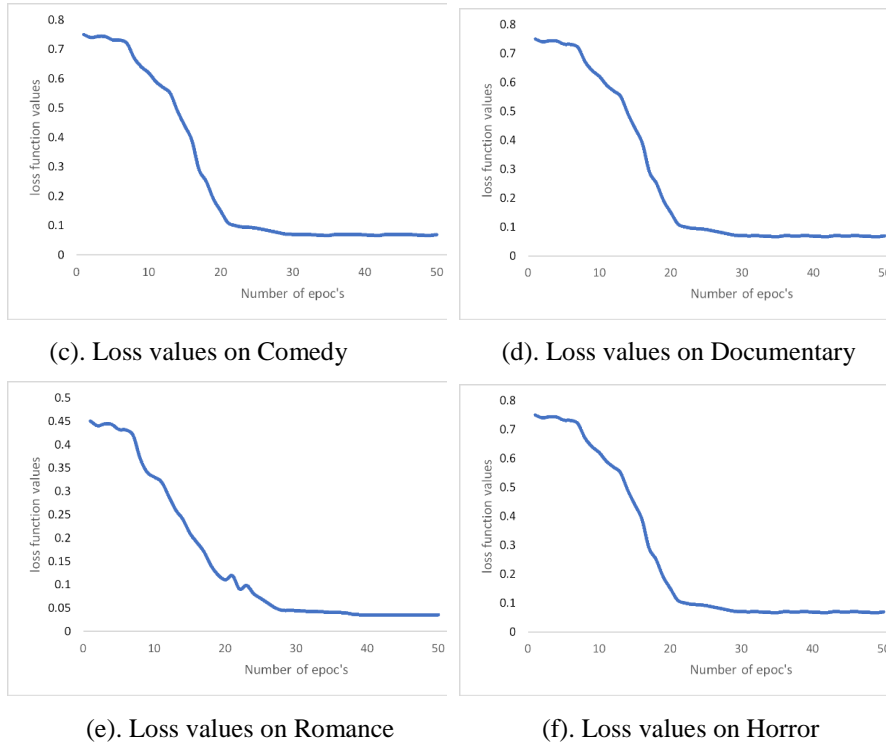 0.8
0.7
0.6
0.5
0.4
0.3
0.2
0.1
0
loss function values
0 10 20 30 40 50
Number of epoc's
(c). Loss values on Comedy
0.8
0.7
0.6
0.5
0.4
0.3
0.2
0.1
0
loss function values
0 10 20 30 40 50
Number of epoc's
(d). Loss values on Documentary
0.5
0.45
0.4
0.35
0.3
0.25
0.2
0.15
0.1
0.05
0
loss function values
0 10 20 30 40 50
Number of epoc's
(e). Loss values on Romance
0.8
0.7
0.6
0.5
0.4
0.3
0.2
0.1
0
loss function values
0 10 20 30 40 50
Number of epoc's
(f). Loss values on Horror